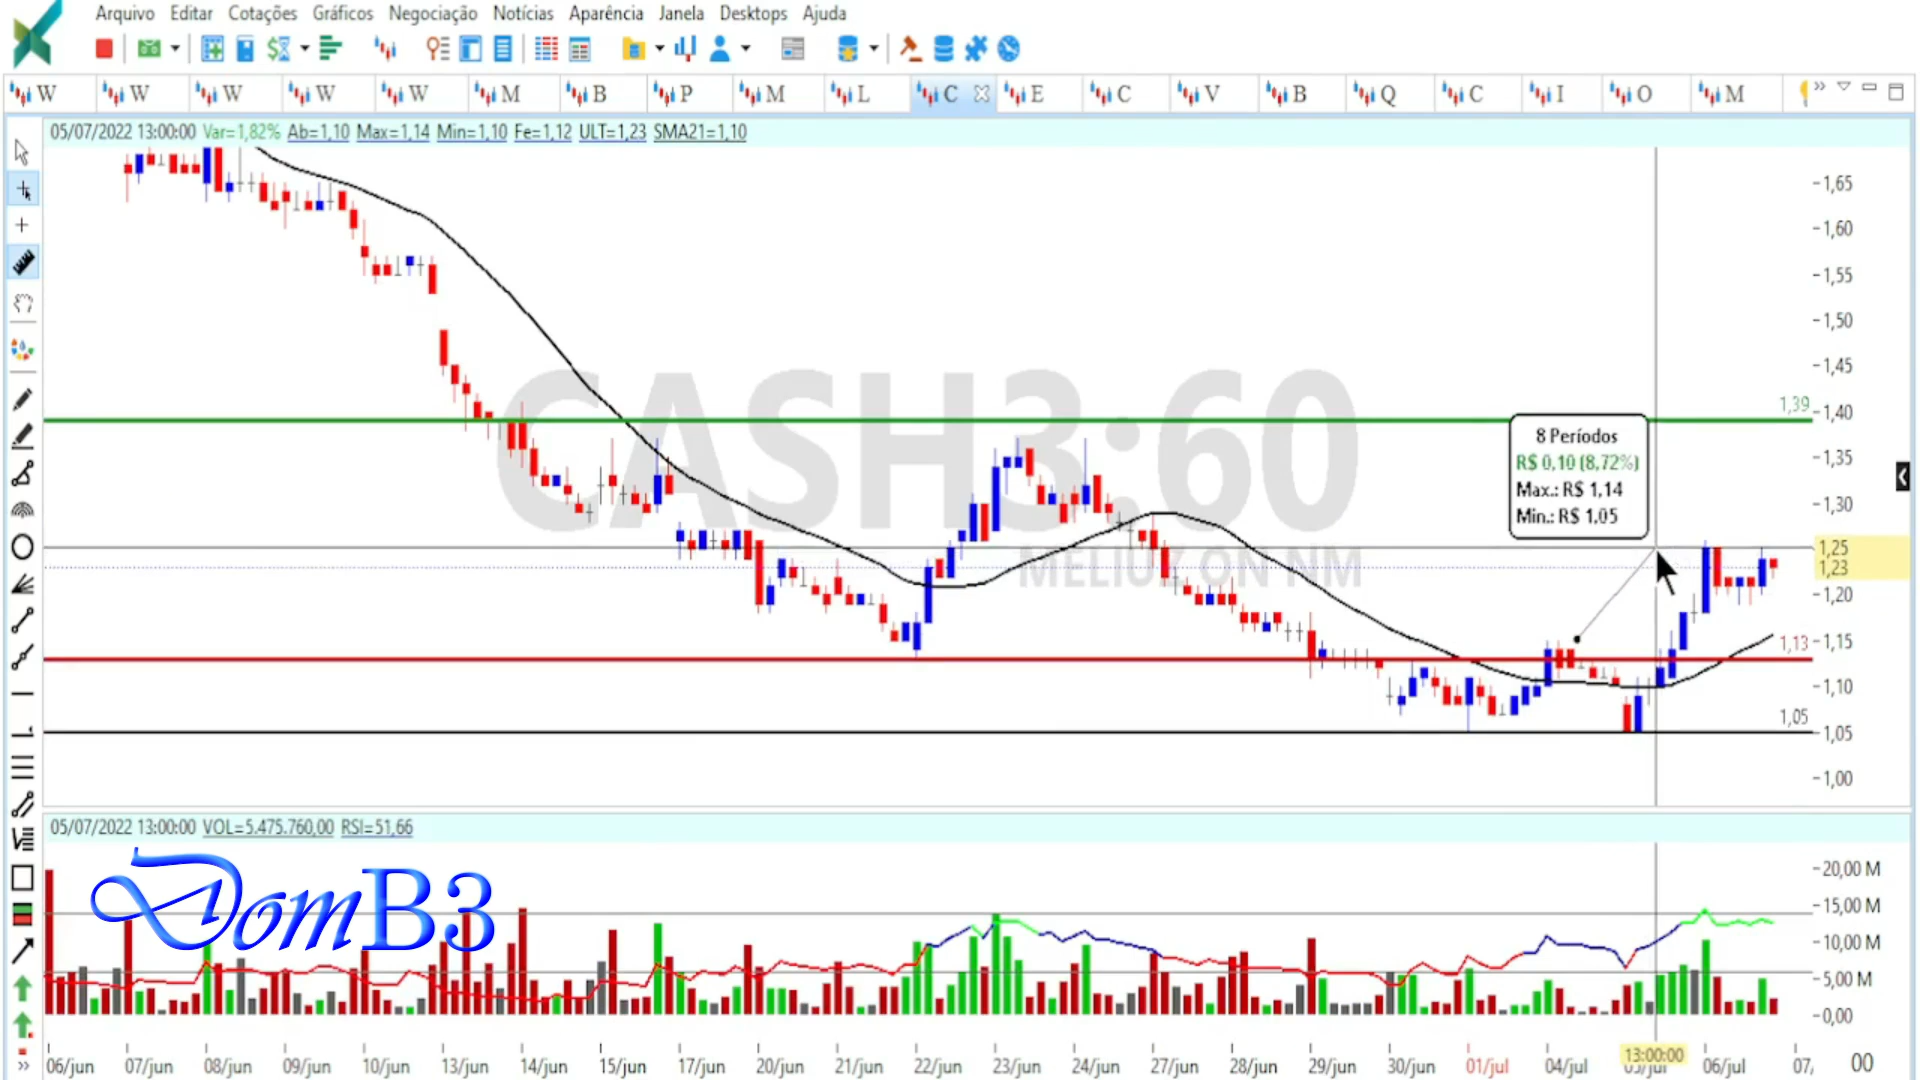 Arquivo Editar Cotações Gráficos Negociação Notícias Aparência Janela Desktops Ajuda
W W W W W M B P M L C E C V B Q C I O M
05/07/2022 13:00:00 Var=1,82% Ab=1,10 Max=1,14 Min=1,10 Fe=1,12 ULT=1,23 SMA21=1,10
CASH3:60
MELIUZ ON NM
8 Períodos
R$ 0,10 (8,72%)
Max.: R$ 1,14
Min.: R$ 1,05
1,65
1,60
1,55
1,50
1,45
1,39
1,40
1,35
1,30
1,25
1,23
1,20
1,15
1,13
1,10
1,05
1,05
1,00
05/07/2022 13:00:00 VOL=5.475.760,00 RSI=51,66
DomB3
20,00 M
15,00 M
10,00 M
5,00 M
0,00
06/jun 07/jun 08/jun 09/jun 10/jun 13/jun 14/jun 15/jun 17/jun 20/jun 21/jun 22/jun 23/jun 24/jun 27/jun 28/jun 29/jun 30/jun 01/jul 04/jul 13:00:00 06/jul 07/ 00